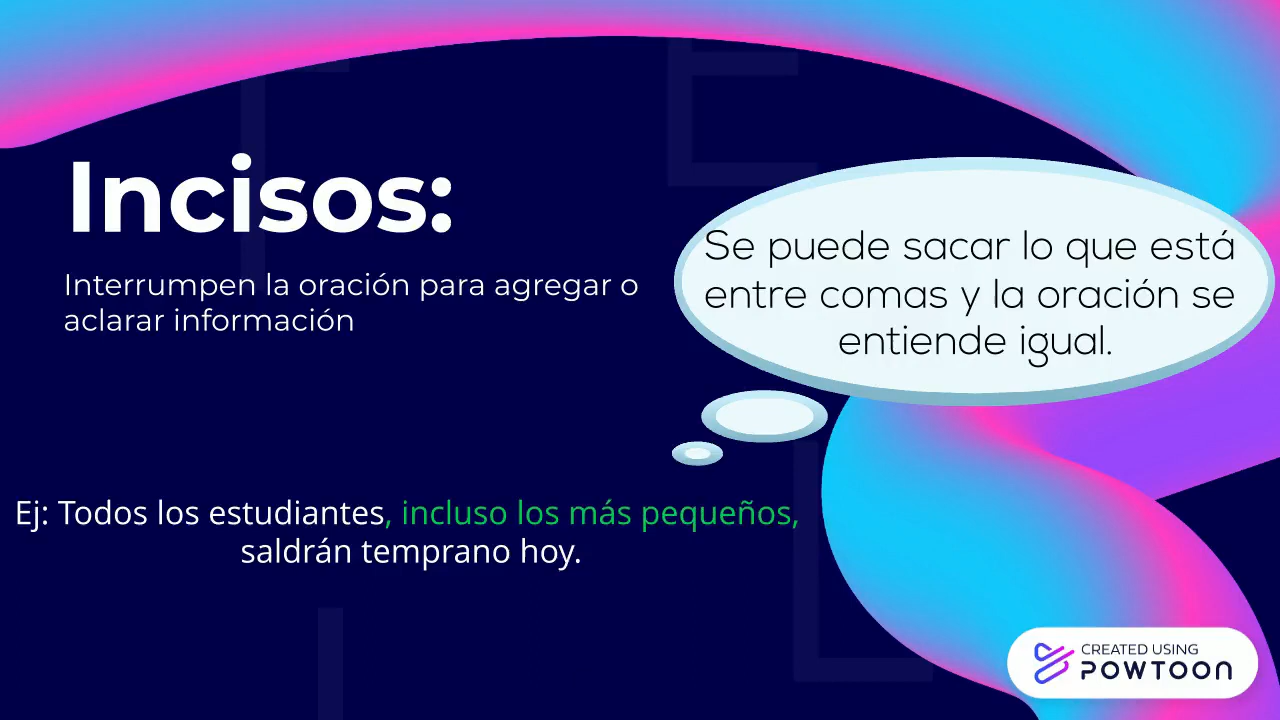 Incisos:
Interrumpen la oración para agregar o
aclarar información
Se puede sacar lo que está
entre comas y la oración se
entiende igual.
Ej: Todos los estudiantes, incluso los más pequeños,
saldrán temprano hoy.
CREATED USING
POWTOON